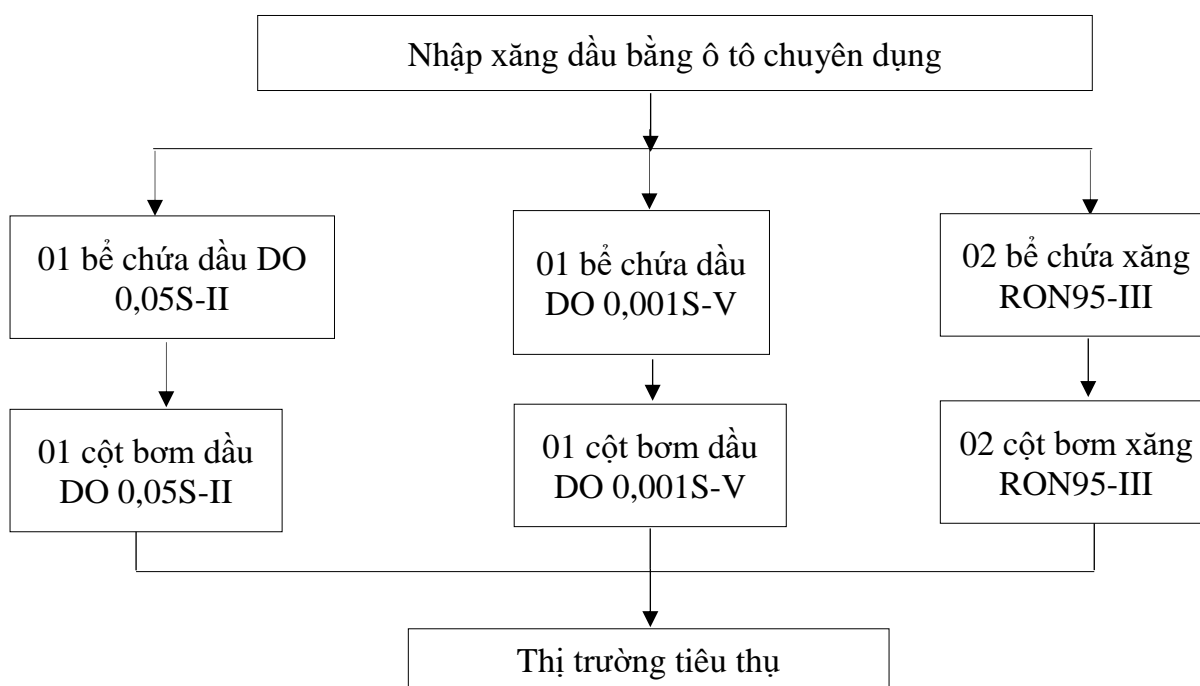 Nhập xăng dầu bằng ô tô chuyên dụng
01 bể chứa dầu DO
0,05S-II
01 bể chứa dầu
DO 0,001S-V
02 bể chứa xăng
RON95-III
01 cột bơm dầu
DO 0,05S-II
01 cột bơm dầu
DO 0,001S-V
02 cột bơm xăng
RON95-III
Thị trường tiêu thụ